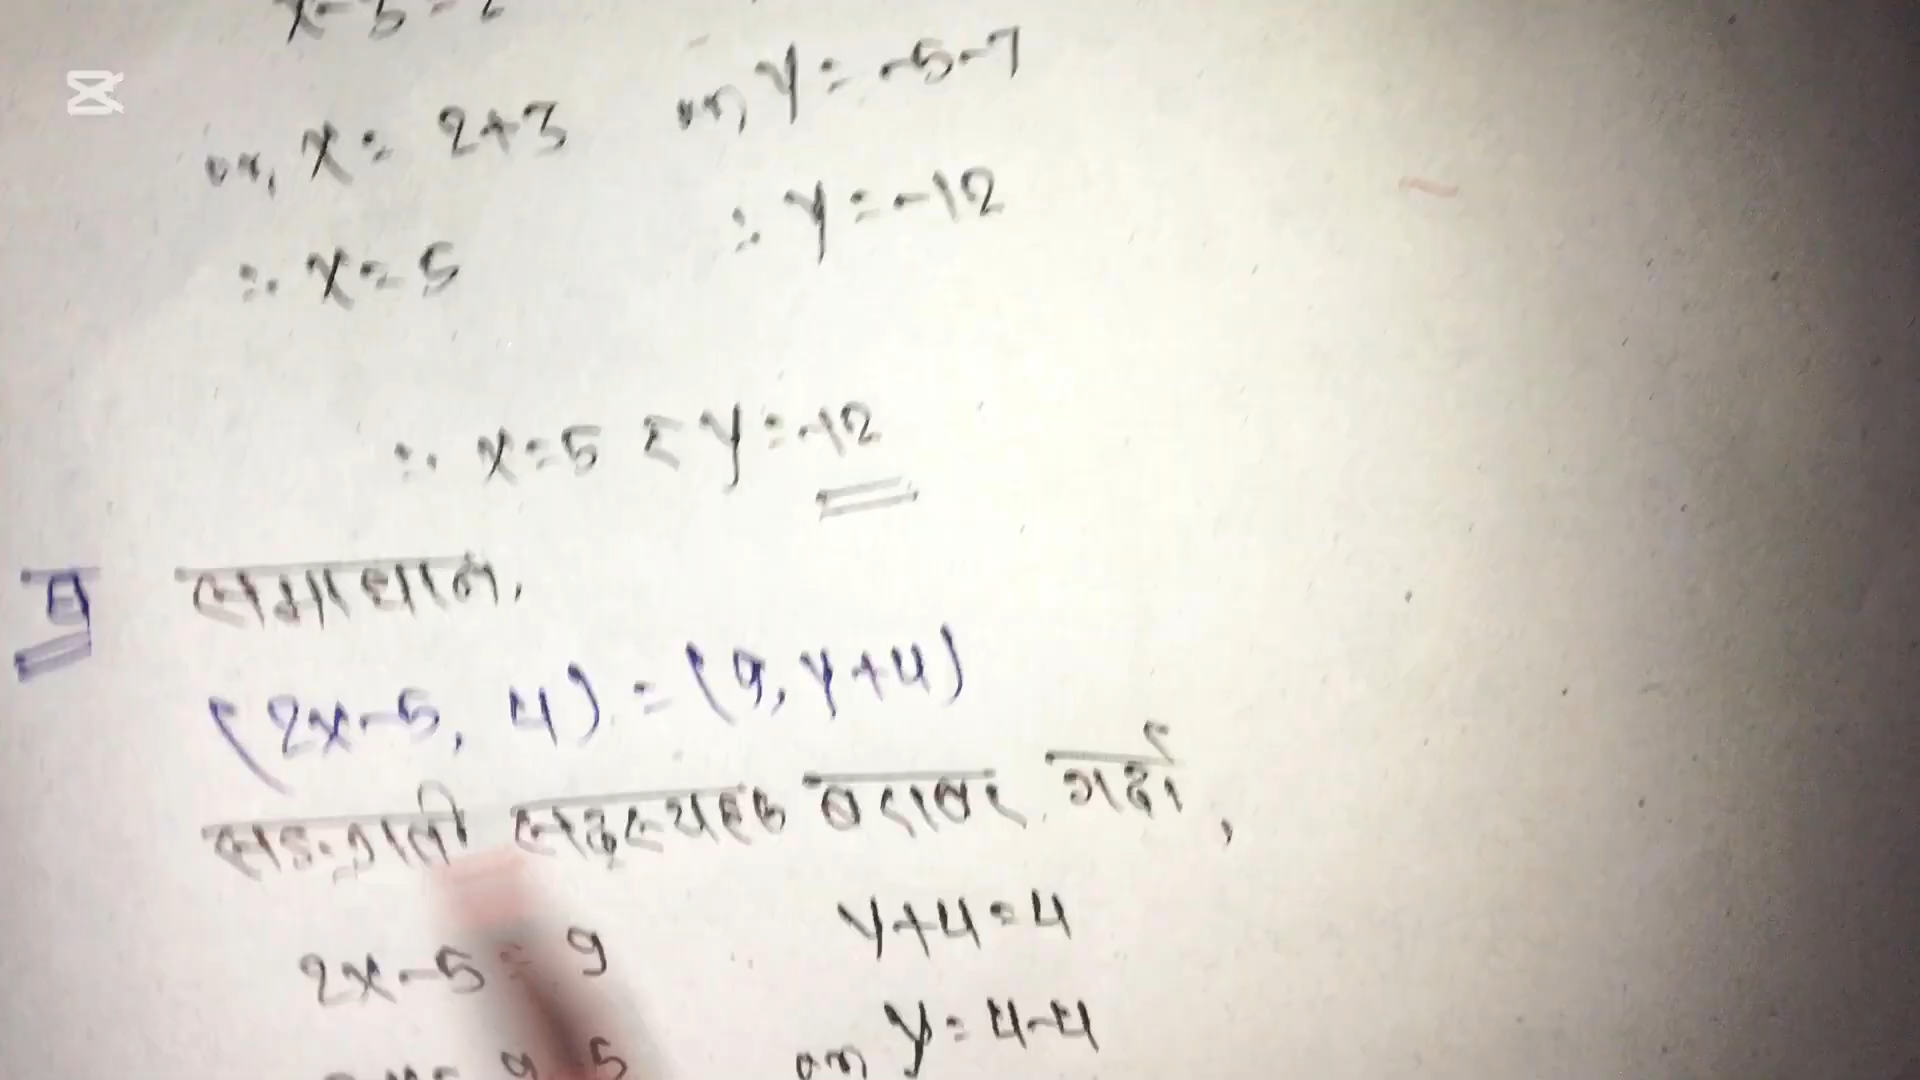 or, x = 2+3 or, y = -5-7
∴ x = 5 ∴ y = -12
∴ x=5 र y = -12
घ समाधान,
(2x-5, 4) = (9, y+4)
सङ्गाती सदस्यहरु बराबर गर्दा,
2x-5 = 9 y+4 = 4
or, y = 4-4